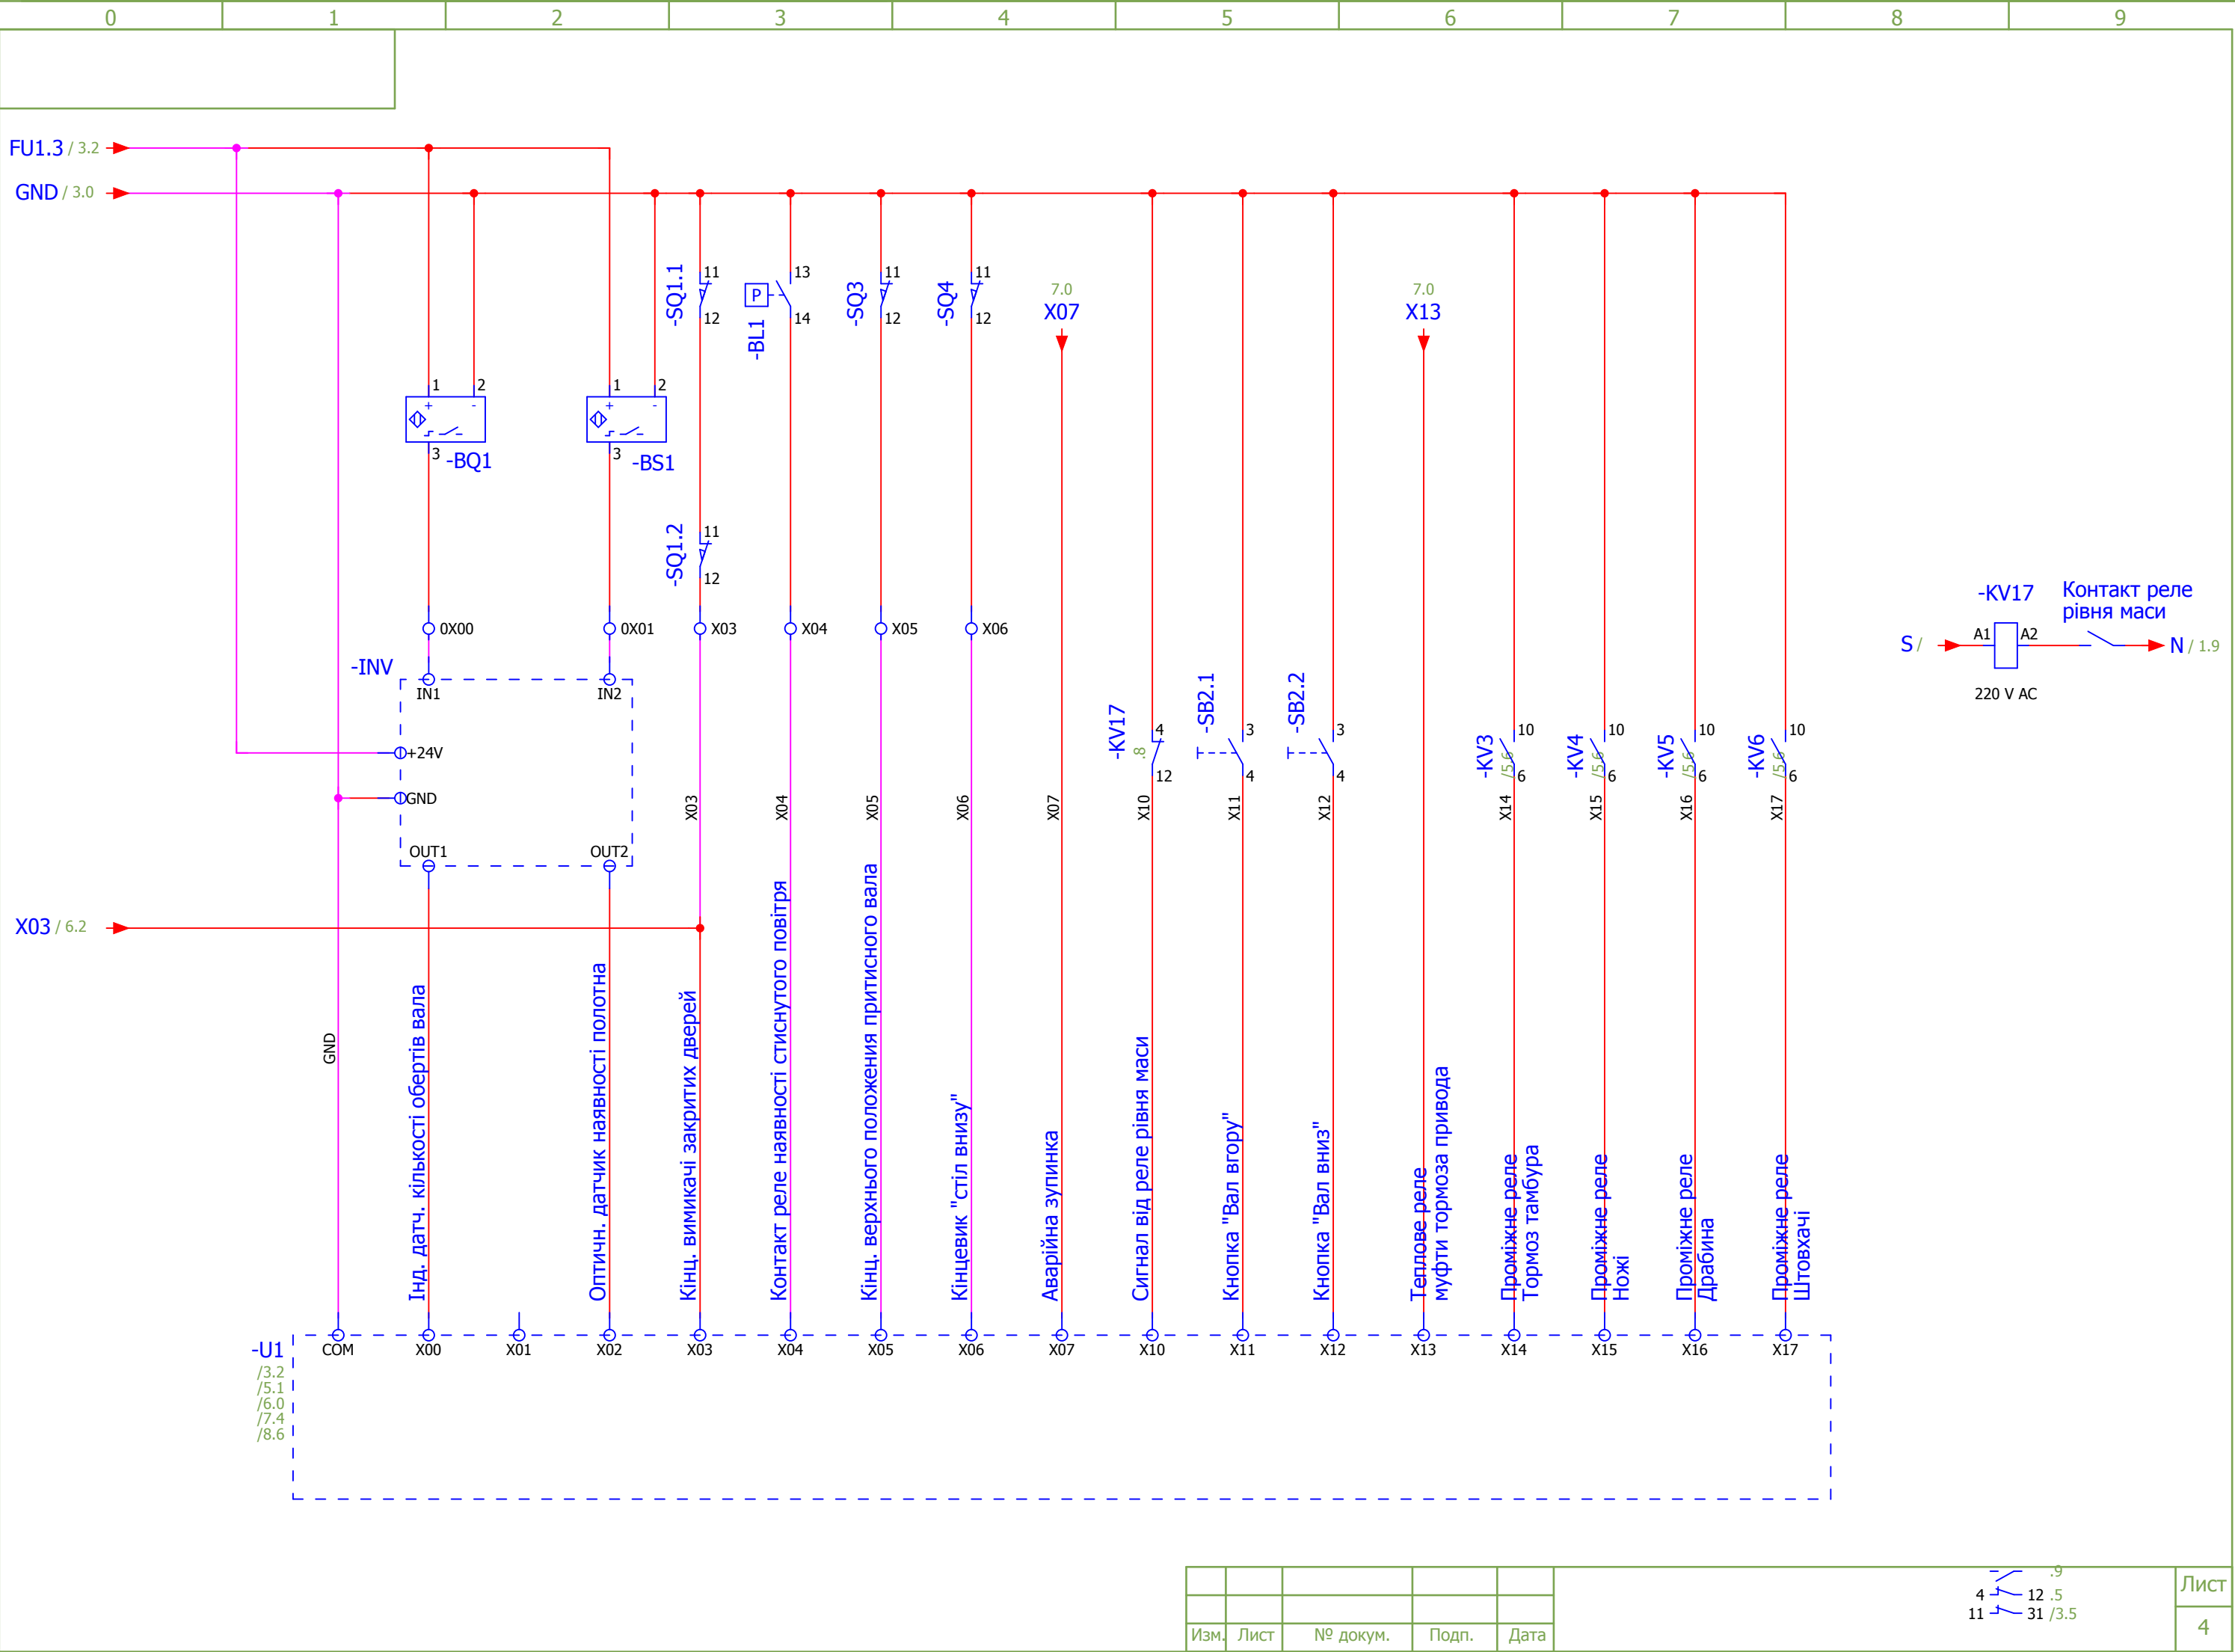 0 1 2 3 4 5 6 7 8 9
FU1.3 / 3.2
GND / 3.0
-SQ1.1
11
12
P
-BL1
13
14
-SQ3
11
12
-SQ4
11
12
7.0
X07
7.0
X13
1 2
+ -
3
-BQ1
1 2
+ -
3
-BS1
-SQ1.2
11
12
0X00
0X01
X03
X04
X05
X06
-KV17
Контакт реле
рівня маси
S /
A1
A2
N / 1.9
220 V AC
-INV
IN1
IN2
+24V
GND
OUT1
OUT2
-KV17
.8
4
12
-SB2.1
3
4
-SB2.2
3
4
-KV3
/5.6
10
6
-KV4
/5.6
10
6
-KV5
/5.6
10
6
-KV6
/5.6
10
6
X03
X04
X05
X06
X07
X10
X11
X12
X14
X15
X16
X17
X03 / 6.2
GND
Інд. датч. кількості обертів вала
Оптичн. датчик наявності полотна
Кінц. вимикачі закритих дверей
Контакт реле наявності стиснутого повітря
Кінц. верхнього положення притисного вала
Кінцевик "стіл внизу"
Аварійна зупинка
Сигнал від реле рівня маси
Кнопка "Вал вгору"
Кнопка "Вал вниз"
Теплове реле
муфти тормоза привода
Проміжне реле
Тормоз тамбура
Проміжне реле
Ножі
Проміжне реле
Драбина
Проміжне реле
Штовхачі
-U1
/3.2
/5.1
/6.0
/7.4
/8.6
COM X00 X01 X02 X03 X04 X05 X06 X07 X10 X11 X12 X13 X14 X15 X16 X17
.9
4 12 .5
11 31 /3.5
Изм. Лист № докум. Подп. Дата
Лист
4